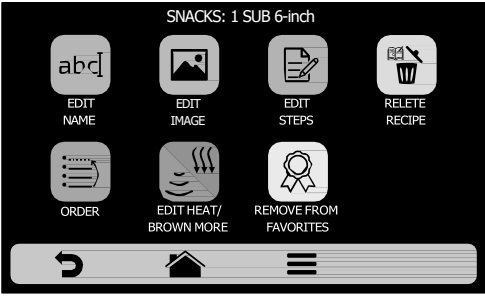 SNACKS: 1 SUB 6-inch
abc
EDIT
NAME
EDIT
IMAGE
EDIT
STEPS
RELETE
RECIPE
ORDER
EDIT HEAT/
BROWN MORE
REMOVE FROM
FAVORITES